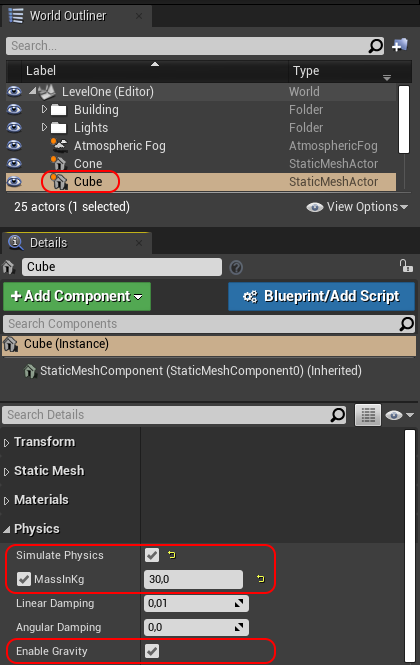 World Outliner
Search...
Label Type
LevelOne (Editor) World
Building Folder
Lights Folder
Atmospheric Fog AtmosphericFog
Cone StaticMeshActor
Cube StaticMeshActor
25 actors (1 selected) View Options
Details
Cube
+ Add Component Blueprint/Add Script
Search Components
Cube (Instance)
StaticMeshComponent (StaticMeshComponent0) (Inherited)
Search Details
Transform
Static Mesh
Materials
Physics
Simulate Physics
MassInKg 30,0
Linear Damping 0,01
Angular Damping 0,0
Enable Gravity